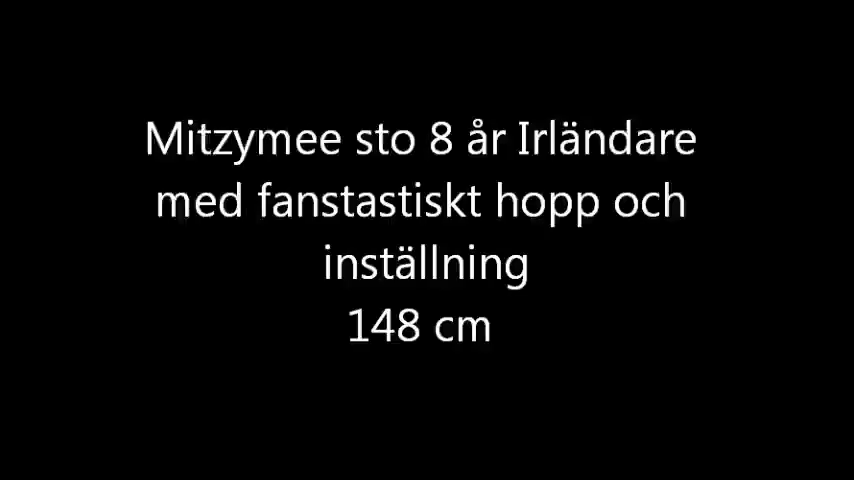 Mitzymee sto 8 år Irländare
med fanstastiskt hopp och
inställning
148 cm